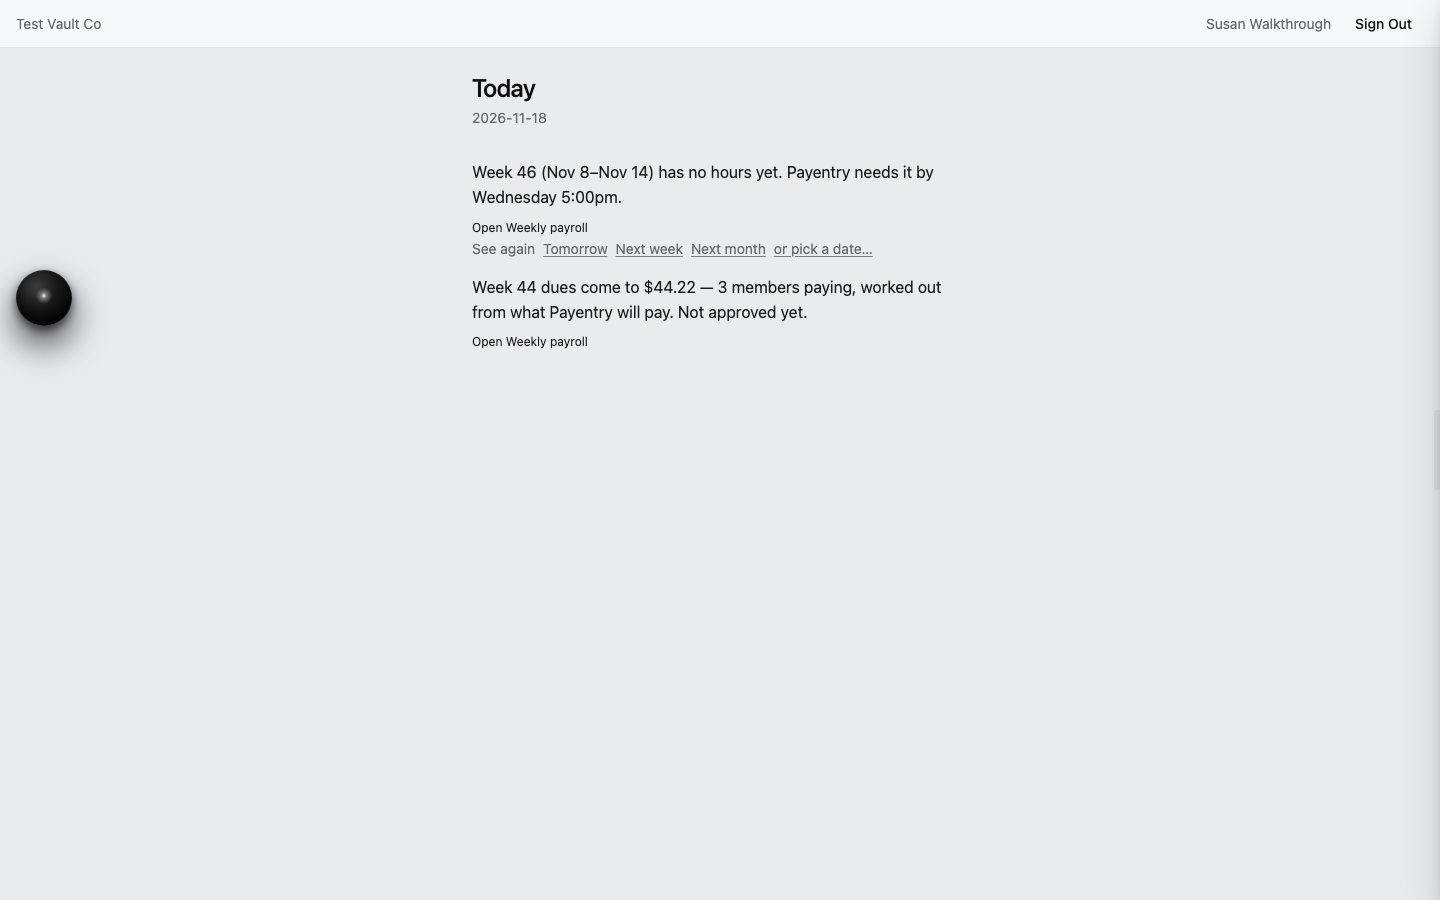 Test Vault Co
Susan Walkthrough
Sign Out
Today
2026-11-18
Week 46 (Nov 8–Nov 14) has no hours yet. Payentry needs it by
Wednesday 5:00pm.
Open Weekly payroll
See again Tomorrow Next week Next month or pick a date...
Week 44 dues come to $44.22 — 3 members paying, worked out
from what Payentry will pay. Not approved yet.
Open Weekly payroll